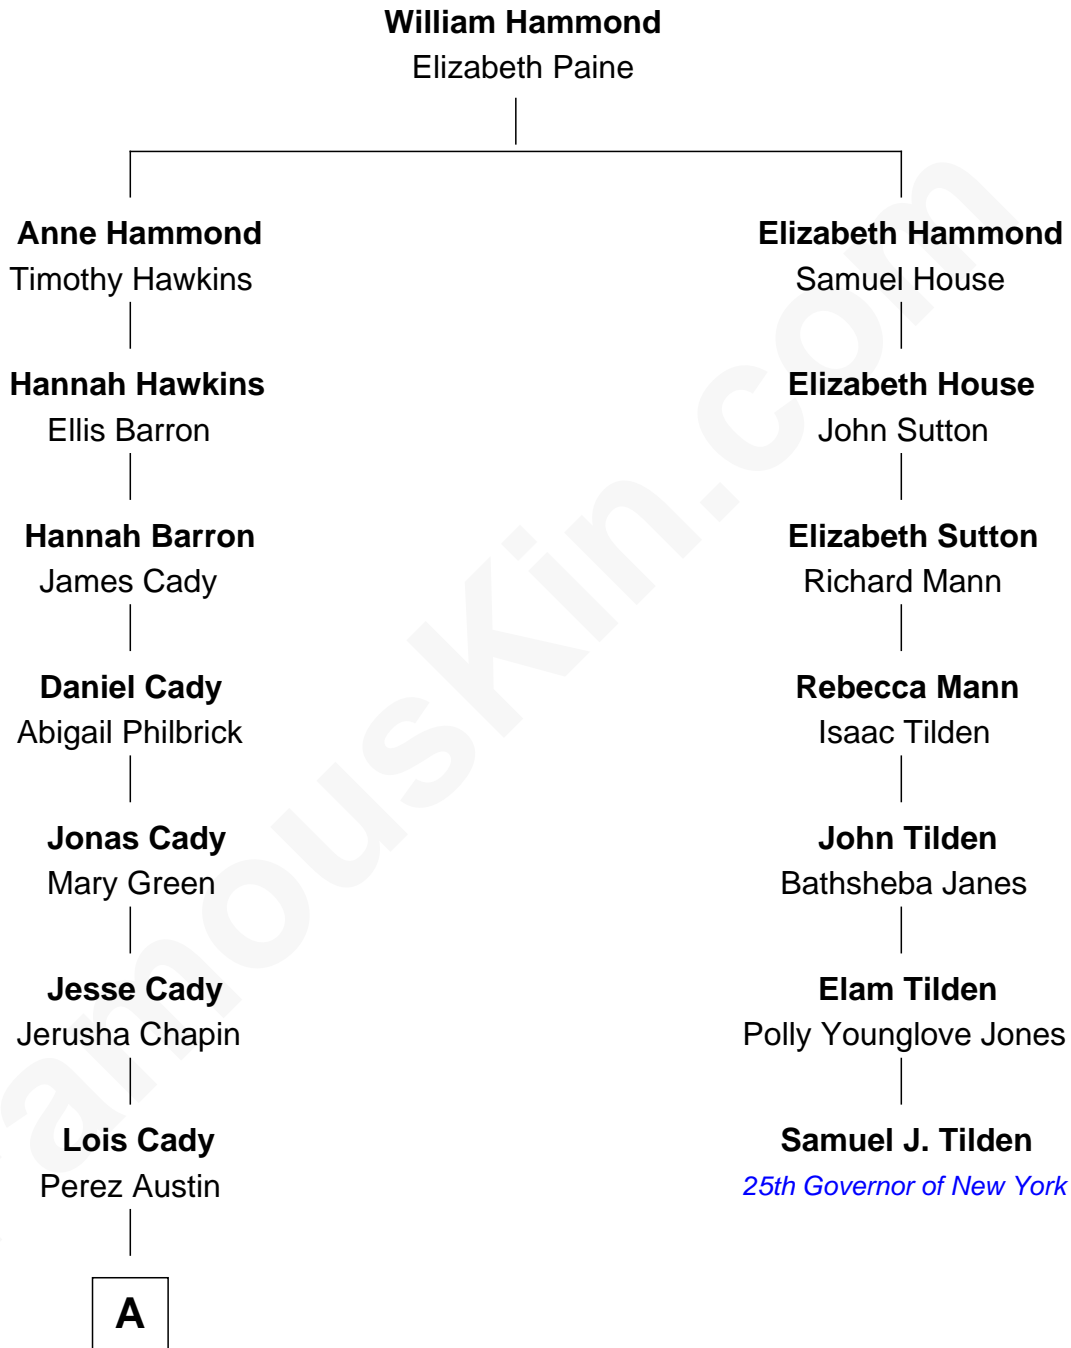 William Hammond
Elizabeth Paine
Anne Hammond
Timothy Hawkins
Elizabeth Hammond
Samuel House
Hannah Hawkins
Ellis Barron
Elizabeth House
John Sutton
Hannah Barron
James Cady
Elizabeth Sutton
Richard Mann
Daniel Cady
Abigail Philbrick
Rebecca Mann
Isaac Tilden
Jonas Cady
Mary Green
John Tilden
Bathsheba Janes
Jesse Cady
Jerusha Chapin
Elam Tilden
Polly Younglove Jones
Lois Cady
Perez Austin
Samuel J. Tilden
25th Governor of New York
A
amousKin.com